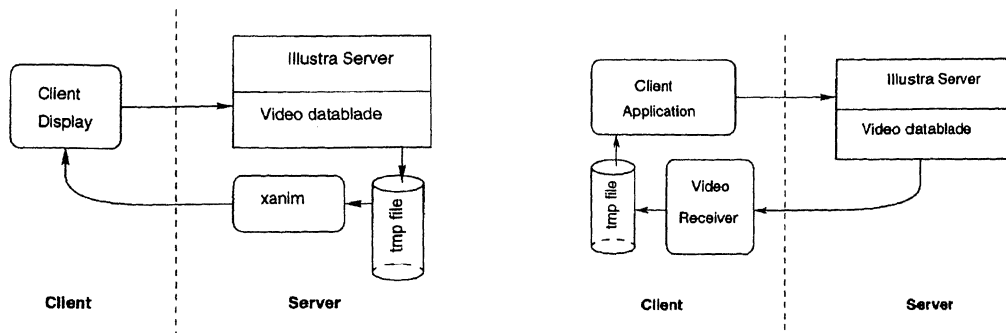 Illustra Server
Client
Display
Video datablade
xanim
tmp file
Client
Server
Illustra Server
Client
Application
Video datablade
tmp file
Video
Receiver
Client
Server